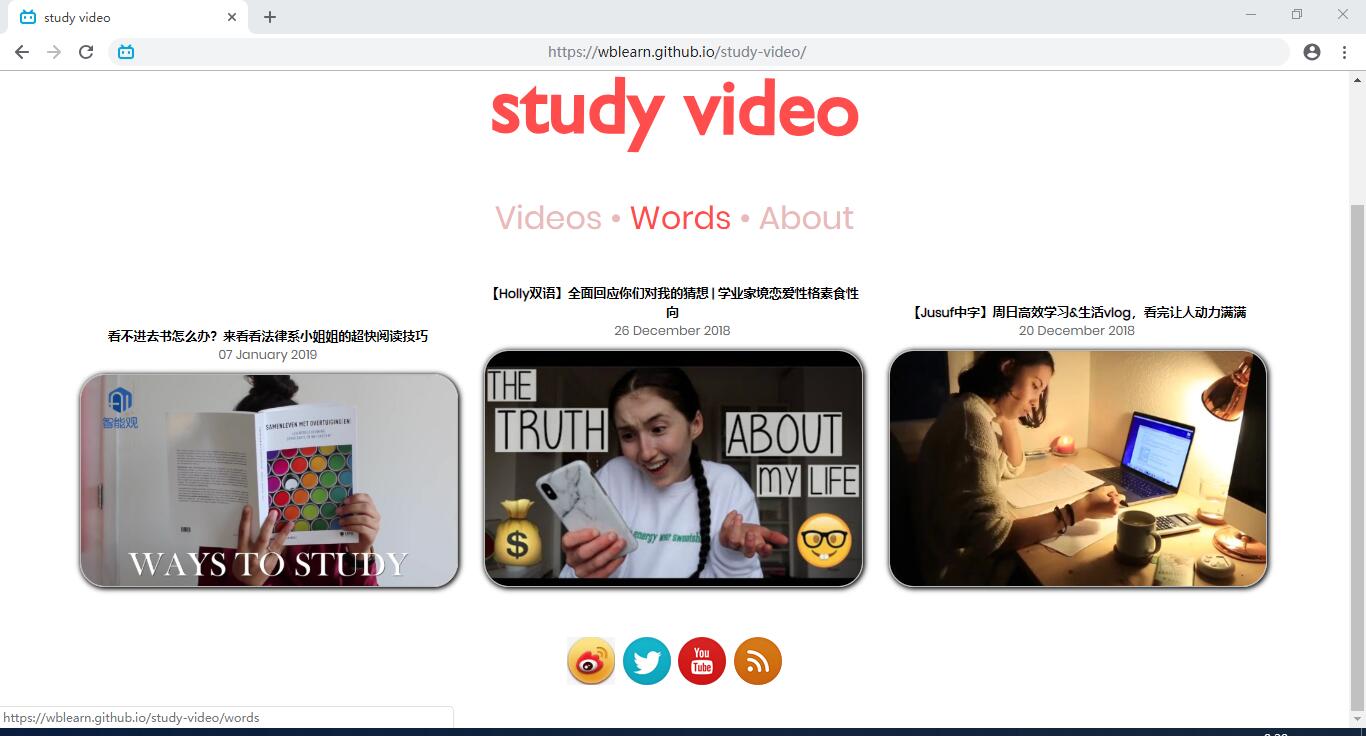 study video
https://wblearn.github.io/study-video/
study video
Videos • Words • About
看不进去书怎么办？来看看法律系小姐姐的超快阅读技巧
07 January 2019
智能观
SAMENLEVEN MET OVERTUIGING(EN)
WAYS TO STUDY
【Holly双语】全面回应你们对我的猜想 | 学业家境恋爱性格素食性
向
26 December 2018
THE
TRUTH
ABOUT
MY LIFE
$
energy over sweatshi
【Jusuf中字】周日高效学习&生活vlog，看完让人动力满满
20 December 2018
You
Tube
https://wblearn.github.io/study-video/words